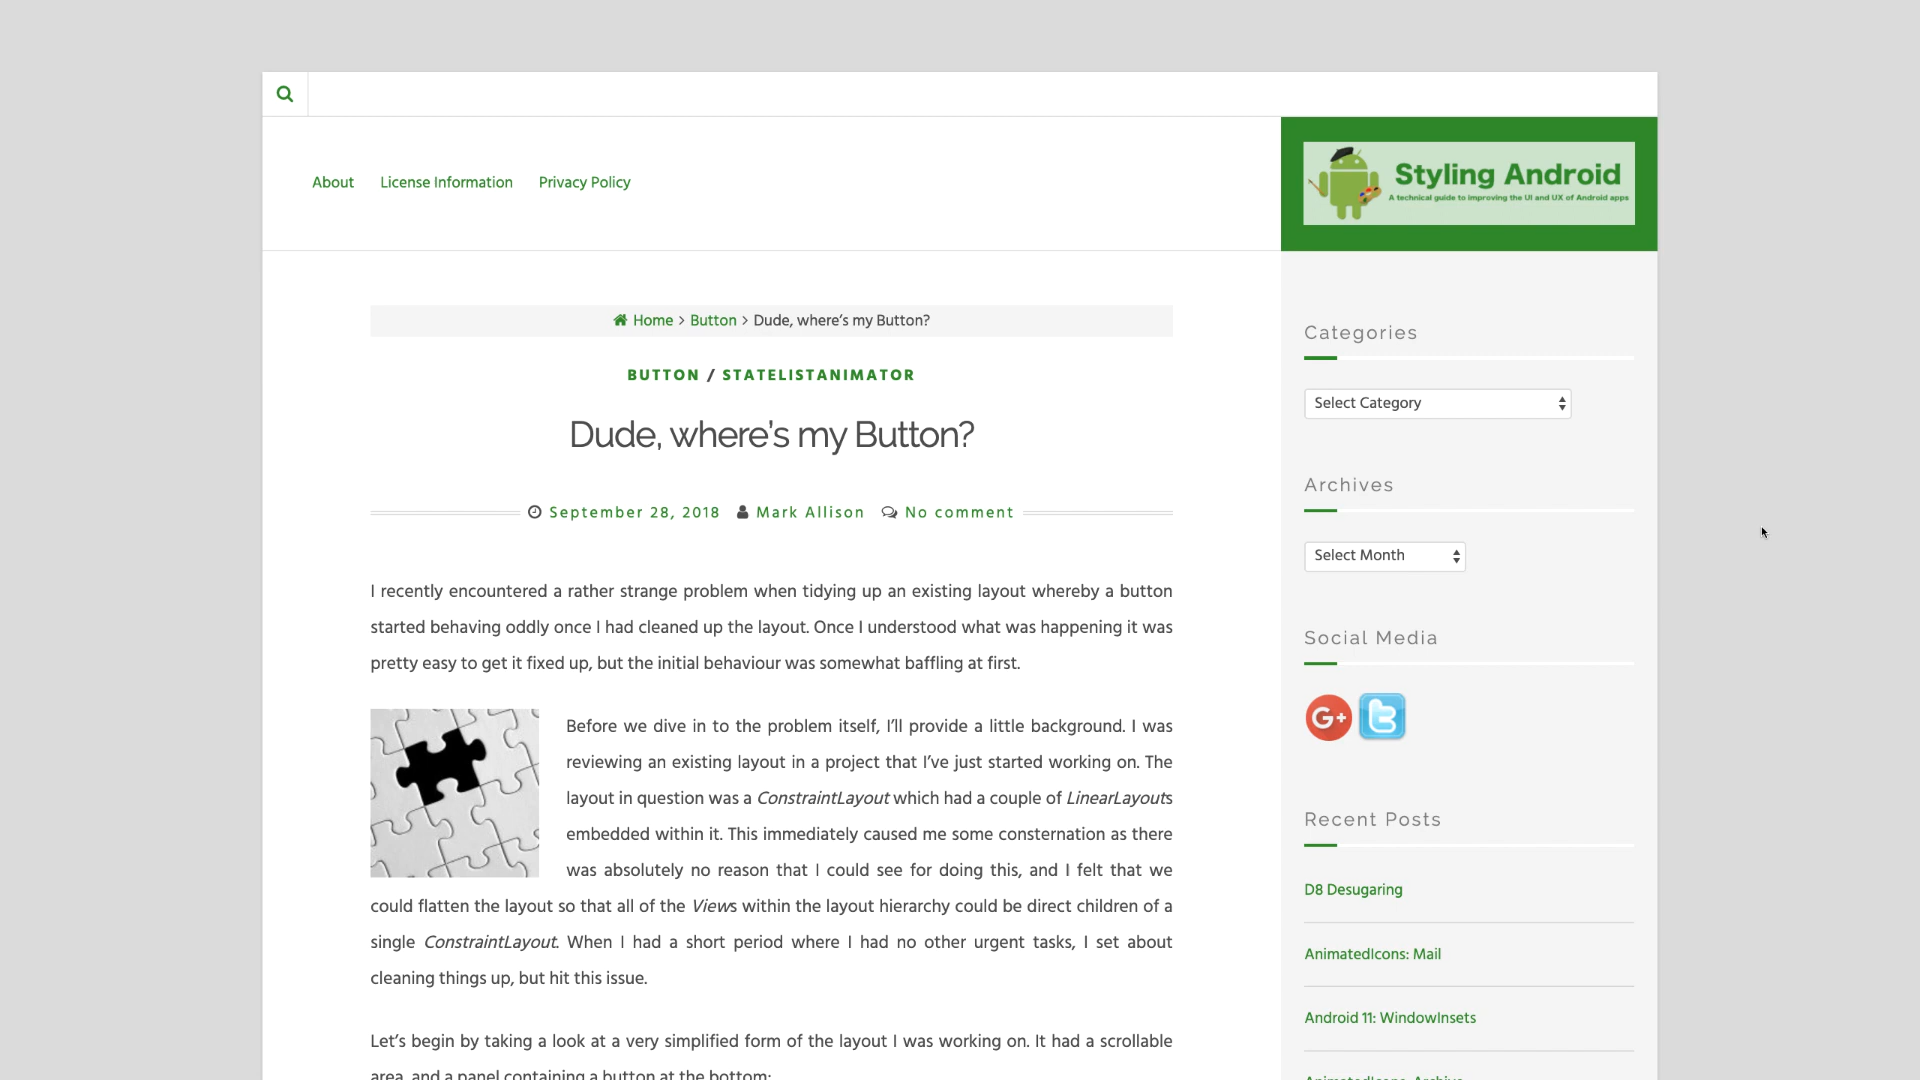 About License Information Privacy Policy
Styling Android
A technical guide to improving the UI and UX of Android apps
Home > Button > Dude, where’s my Button?
BUTTON / STATELISTANIMATOR
Dude, where’s my Button?
September 28, 2018 Mark Allison No comment
I recently encountered a rather strange problem when tidying up an existing layout whereby a button
started behaving oddly once I had cleaned up the layout. Once I understood what was happening it was
pretty easy to get it fixed up, but the initial behaviour was somewhat baffling at first.
Before we dive in to the problem itself, I’ll provide a little background. I was
reviewing an existing layout in a project that I’ve just started working on. The
layout in question was a ConstraintLayout which had a couple of LinearLayouts
embedded within it. This immediately caused me some consternation as there
was absolutely no reason that I could see for doing this, and I felt that we
could flatten the layout so that all of the Views within the layout hierarchy could be direct children of a
single ConstraintLayout. When I had a short period where I had no other urgent tasks, I set about
cleaning things up, but hit this issue.
Let’s begin by taking a look at a very simplified form of the layout I was working on. It had a scrollable
area, and a panel containing a button at the bottom:
Categories
Select Category
Archives
Select Month
Social Media
G+
Recent Posts
D8 Desugaring
AnimatedIcons: Mail
Android 11: WindowInsets
AnimatedIcons: Archive